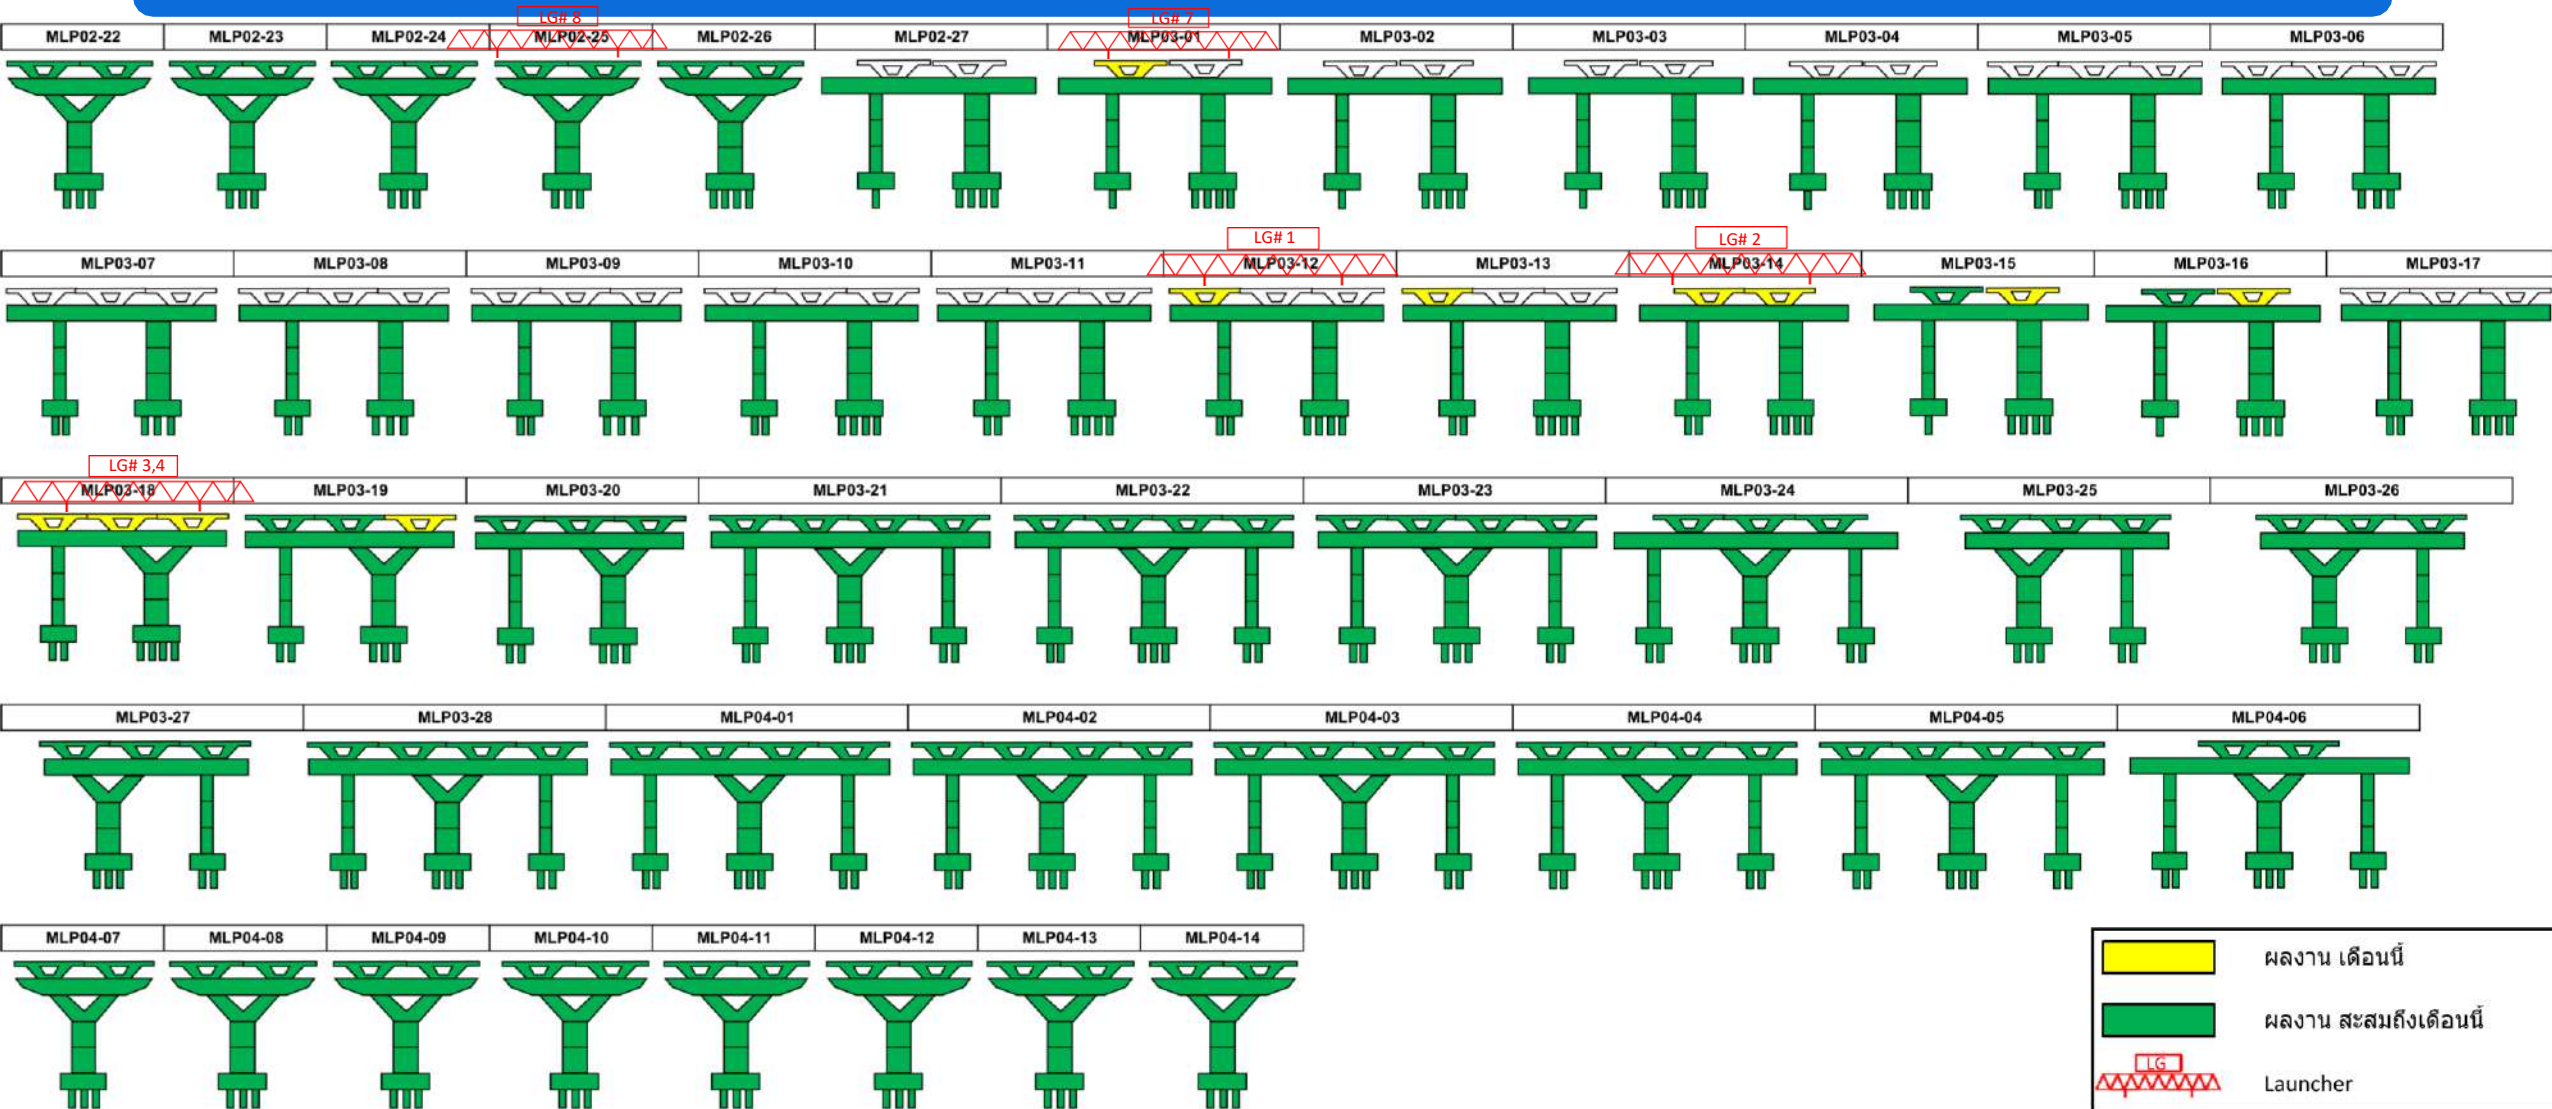 LG# 8
LG# 7
MLP02-22 MLP02-23 MLP02-24 MLP02-25 MLP02-26 MLP02-27 MLP03-01 MLP03-02 MLP03-03 MLP03-04 MLP03-05 MLP03-06
LG# 1
LG# 2
MLP03-07 MLP03-08 MLP03-09 MLP03-10 MLP03-11 MLP03-12 MLP03-13 MLP03-14 MLP03-15 MLP03-16 MLP03-17
LG# 3,4
MLP03-18 MLP03-19 MLP03-20 MLP03-21 MLP03-22 MLP03-23 MLP03-24 MLP03-25 MLP03-26
MLP03-27 MLP03-28 MLP04-01 MLP04-02 MLP04-03 MLP04-04 MLP04-05 MLP04-06
MLP04-07 MLP04-08 MLP04-09 MLP04-10 MLP04-11 MLP04-12 MLP04-13 MLP04-14
ผลงาน เดือนนี้
ผลงาน สะสมถึงเดือนนี้
LG
Launcher